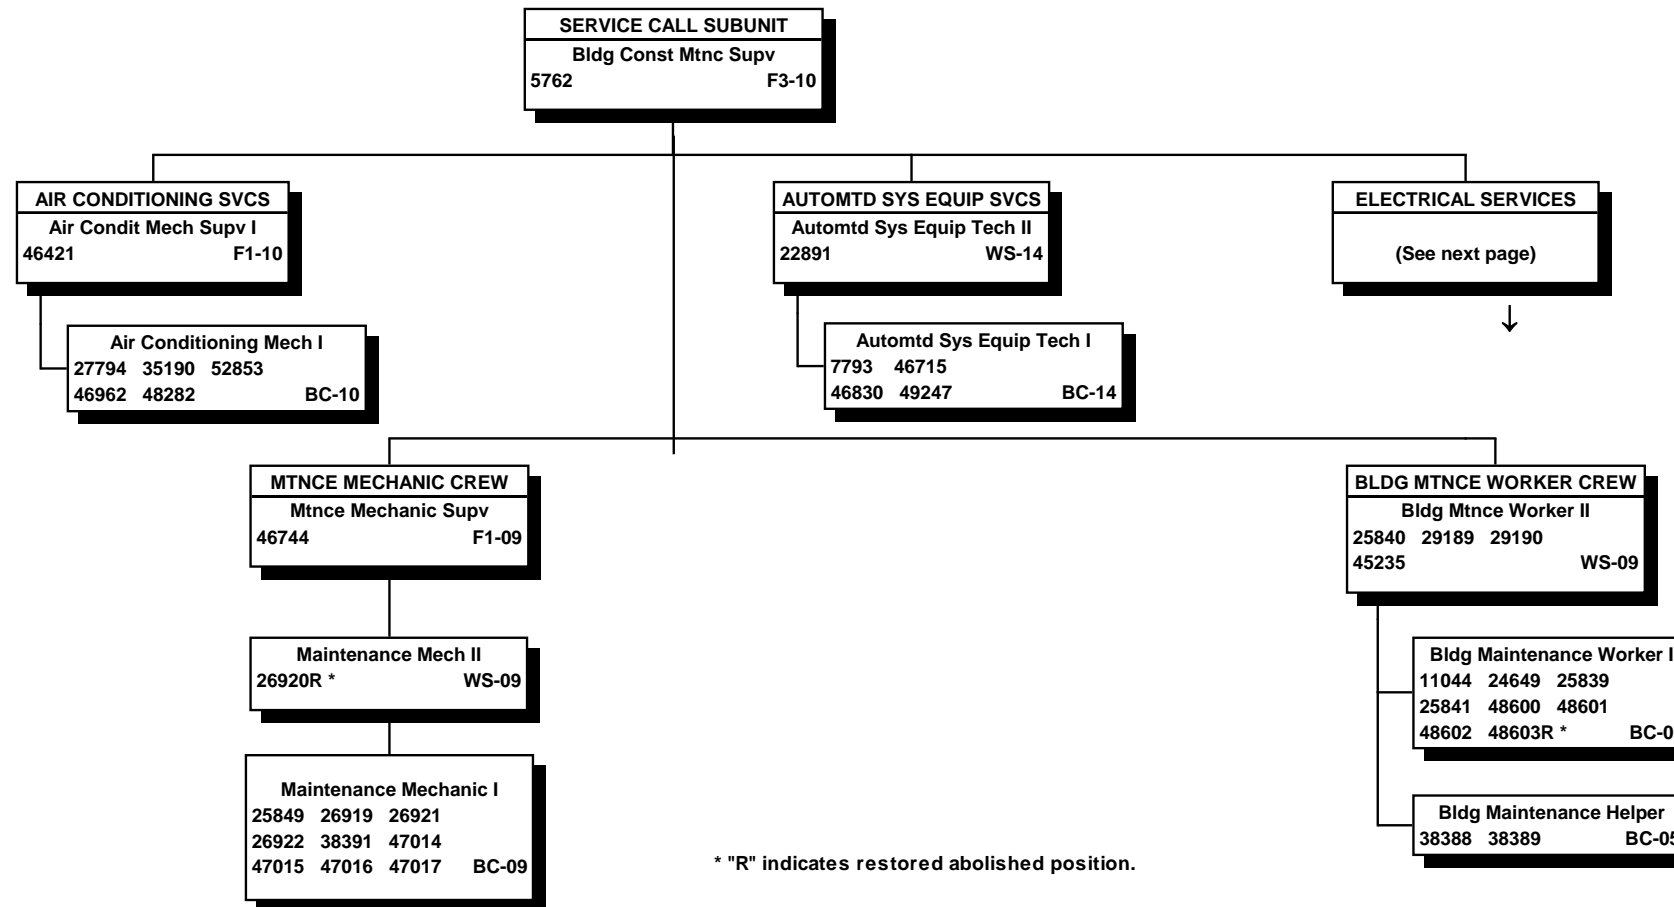 SERVICE CALL SUBUNIT
Bldg Const Mtnc Supv
5762 F3-10
AIR CONDITIONING SVCS
Air Condit Mech Supv I
46421 F1-10
Air Conditioning Mech I
27794 35190 52853
46962 48282 BC-10
AUTOMTD SYS EQUIP SVCS
Automtd Sys Equip Tech II
22891 WS-14
Automtd Sys Equip Tech I
7793 46715
46830 49247 BC-14
ELECTRICAL SERVICES
(See next page)
MTNCE MECHANIC CREW
Mtnce Mechanic Supv
46744 F1-09
Maintenance Mech II
26920R * WS-09
Maintenance Mechanic I
25849 26919 26921
26922 38391 47014
47015 47016 47017 BC-09
BLDG MTNCE WORKER CREW
Bldg Mtnce Worker II
25840 29189 29190
45235 WS-09
Bldg Maintenance Worker I
11044 24649 25839
25841 48600 48601
48602 48603R *
Bldg Maintenance Helper
38388 38389 BC-05
* "R" indicates restored abolished position.